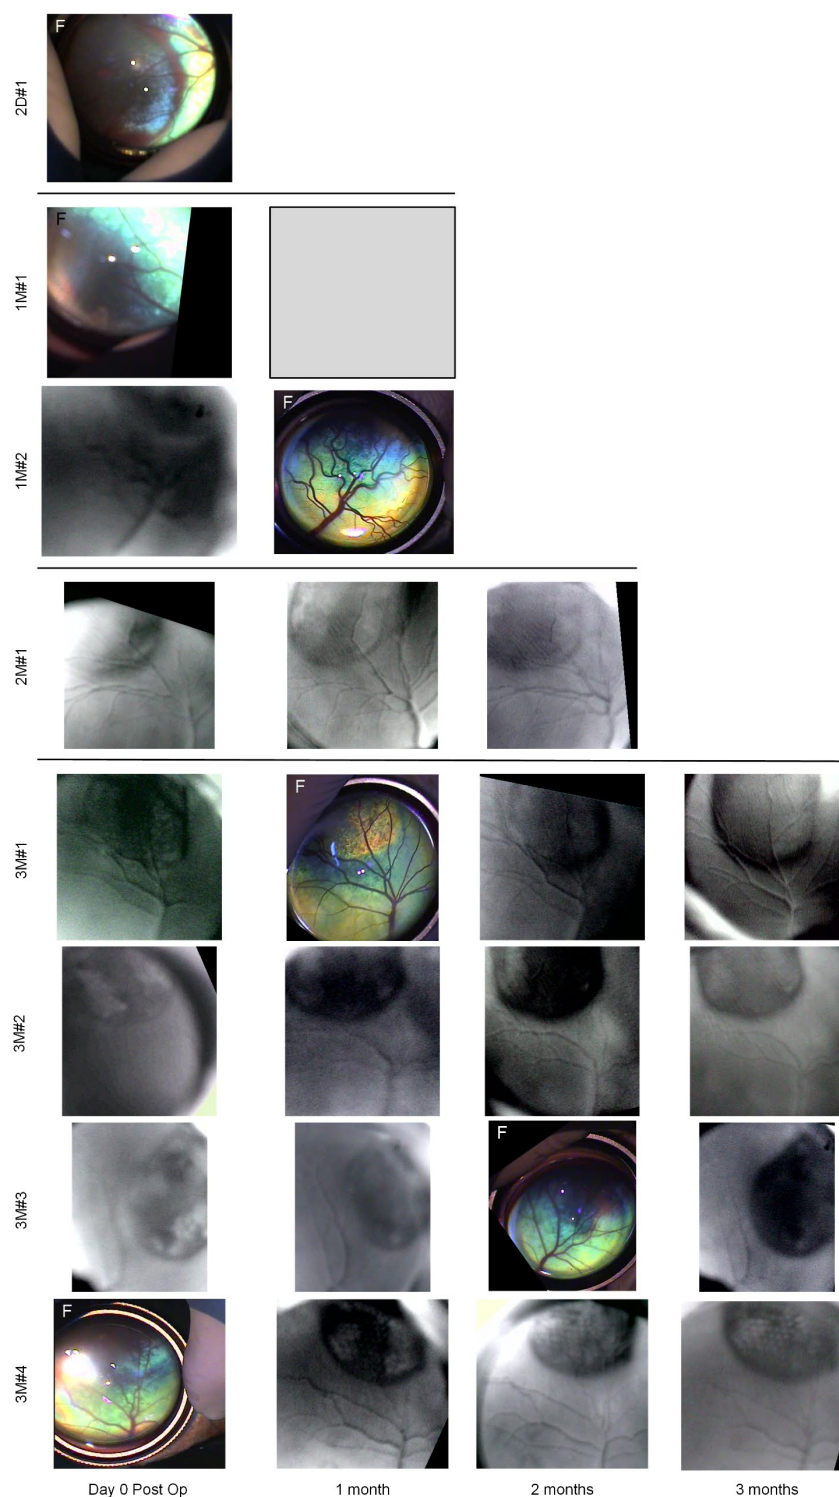 F
2D#1
F
1M#1
F
1M#2
2M#1
F
3M#1
3M#2
F
3M#3
F
3M#4
Day 0 Post Op
1 month
2 months
3 months